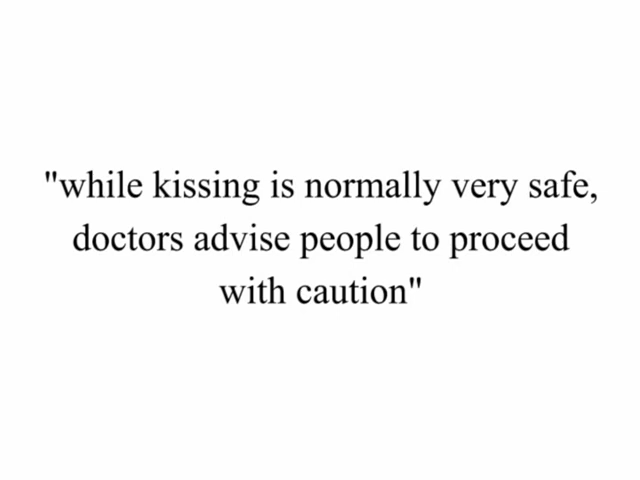 "while kissing is normally very safe,
doctors advise people to proceed
with caution"